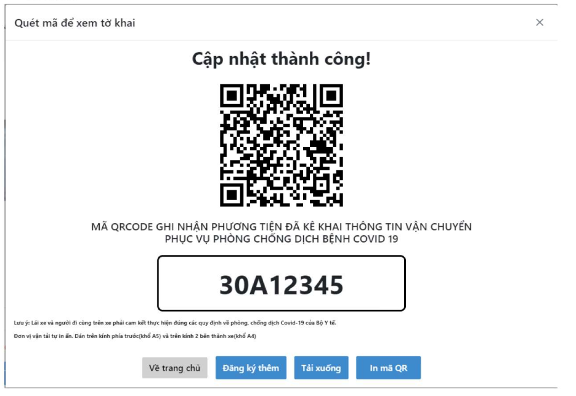 Quét mã để xem tờ khai
×
Cập nhật thành công!
MÃ QRCODE GHI NHẬN PHƯƠNG TIỆN ĐÃ KÊ KHAI THÔNG TIN VẬN CHUYỂN
PHỤC VỤ PHÒNG CHỐNG DỊCH BỆNH COVID 19
30A12345
Lưu ý: Lái xe và người đi cùng trên xe phải cam kết thực hiện đúng các quy định về phòng, chống dịch Covid-19 của Bộ Y tế.
Đơn vị vận tải tự in ấn. Dán trên kính phía trước(khổ A5) và trên kính 2 bên thành xe(khổ A4)
Về trang chủ Đăng ký thêm Tải xuống In mã QR